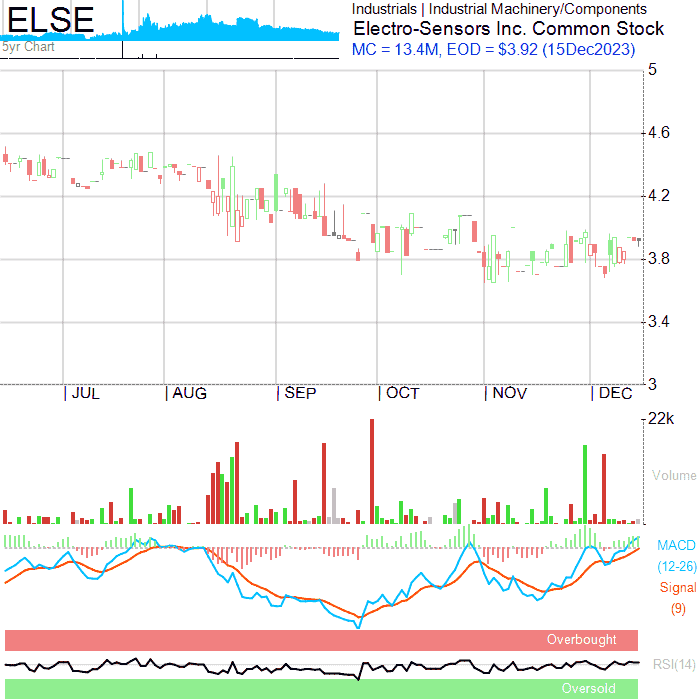 ELSE
5yr Chart
Industrials | Industrial Machinery/Components
Electro-Sensors Inc. Common Stock
MC = 13.4M, EOD = $3.92 (15Dec2023)
5
4.6
4.2
3.8
3.4
3
| JUL | AUG | SEP | OCT | NOV | DEC
22k
Volume
MACD
(12-26)
Signal
(9)
Overbought
RSI(14)
Oversold